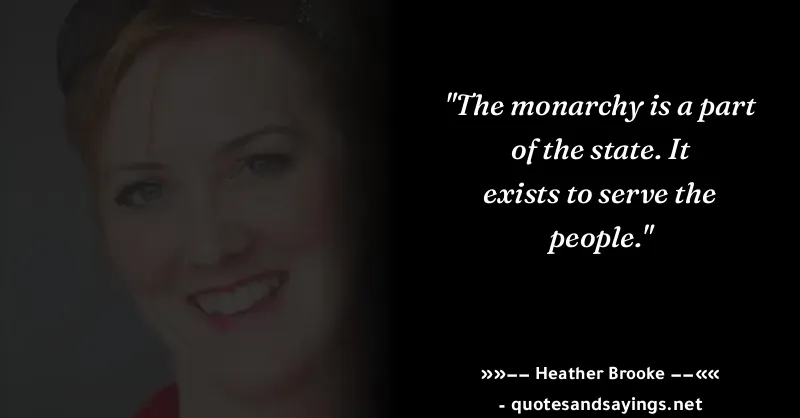 "The monarchy is a part
of the state. It
exists to serve the
people."
»»–– Heather Brooke ––««
- quotesandsayings.net